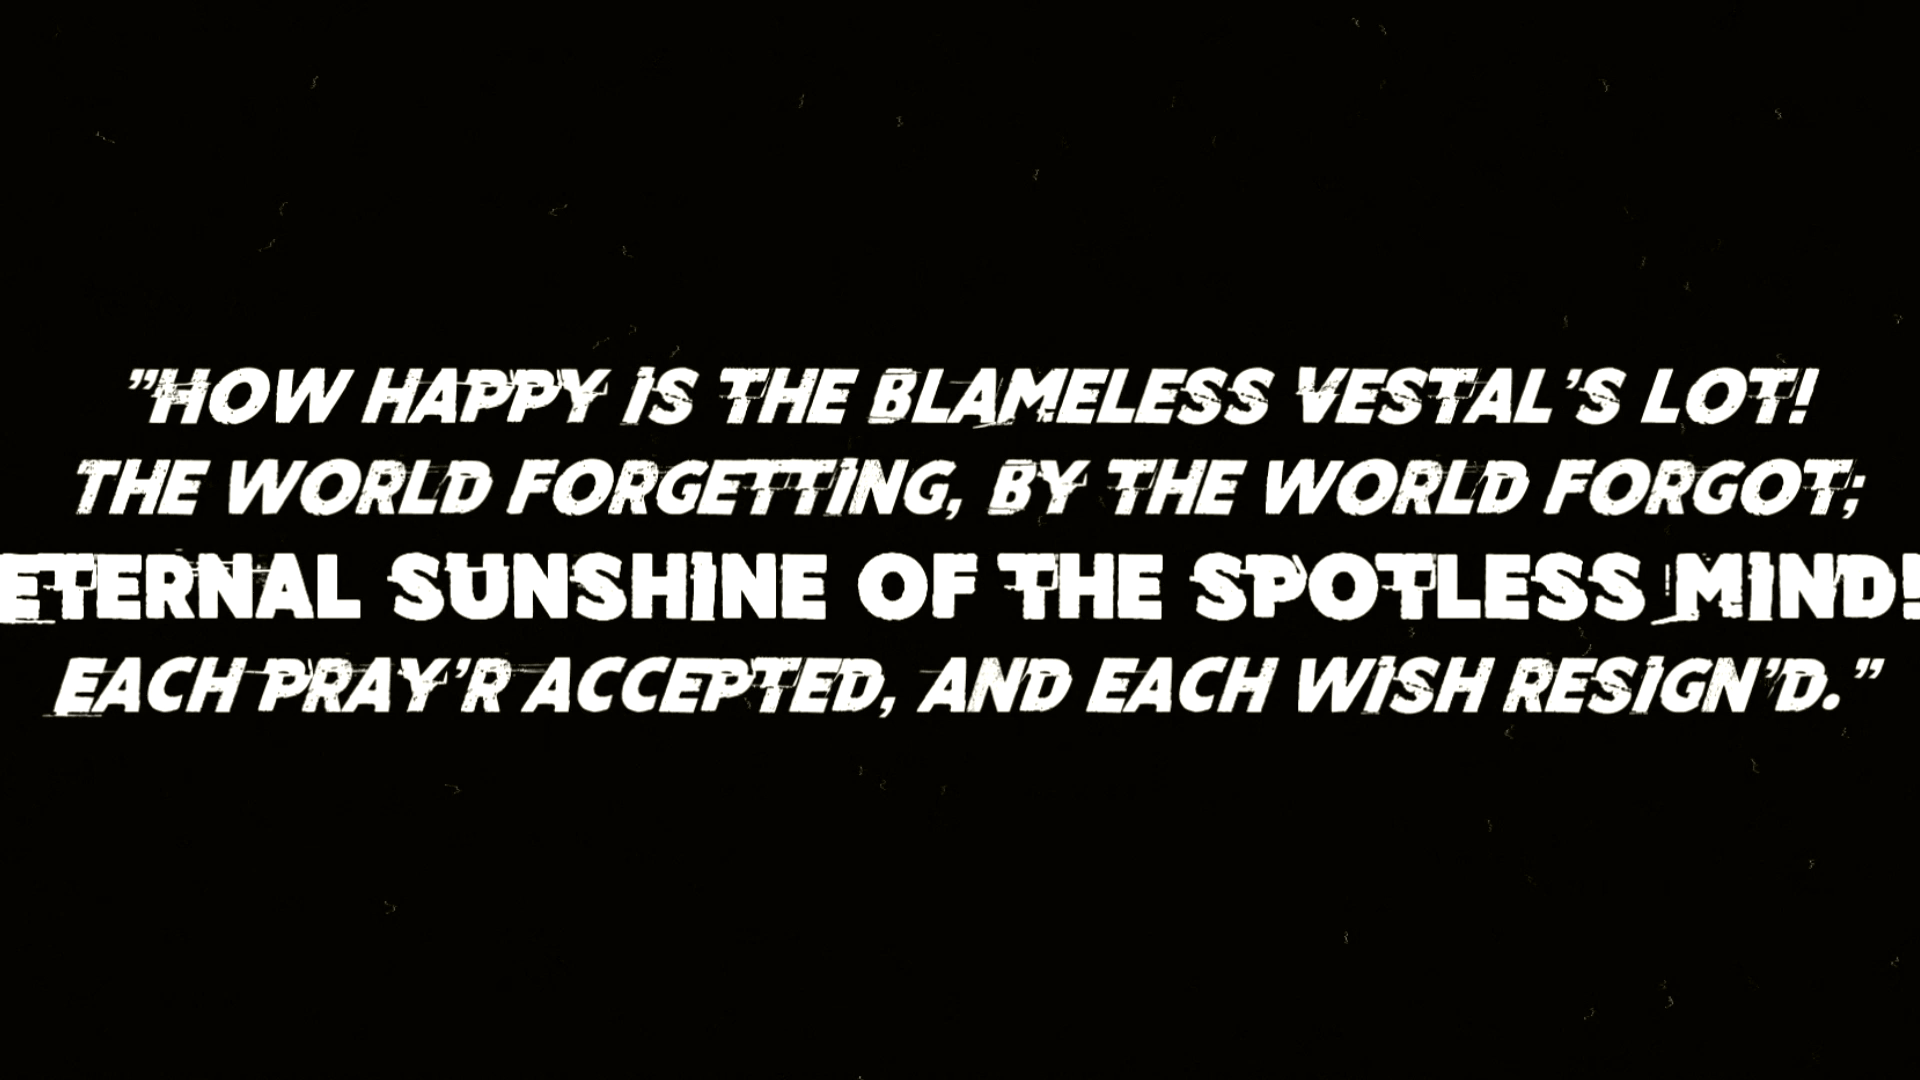 "HOW HAPPY IS THE BLAMELESS VESTAL'S LOT!
THE WORLD FORGETTING, BY THE WORLD FORGOT;
ETERNAL SUNSHINE OF THE SPOTLESS MIND!
EACH PRAY'R ACCEPTED, AND EACH WISH RESIGN'D."